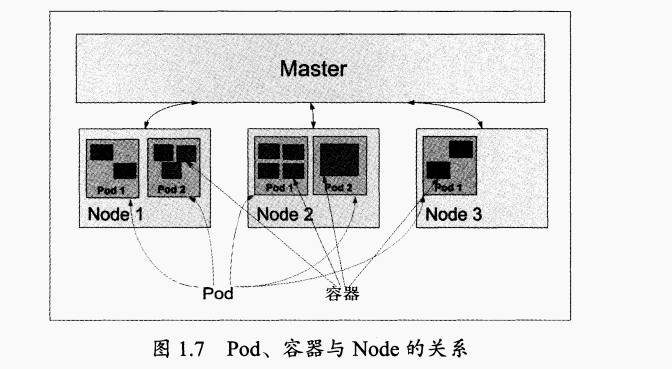 Master
Pod 1
Pod 2
Node 1
Pod 1
Pod 2
Node 2
Pod 1
Node 3
Pod
容器
图 1.7 Pod、容器与 Node 的关系